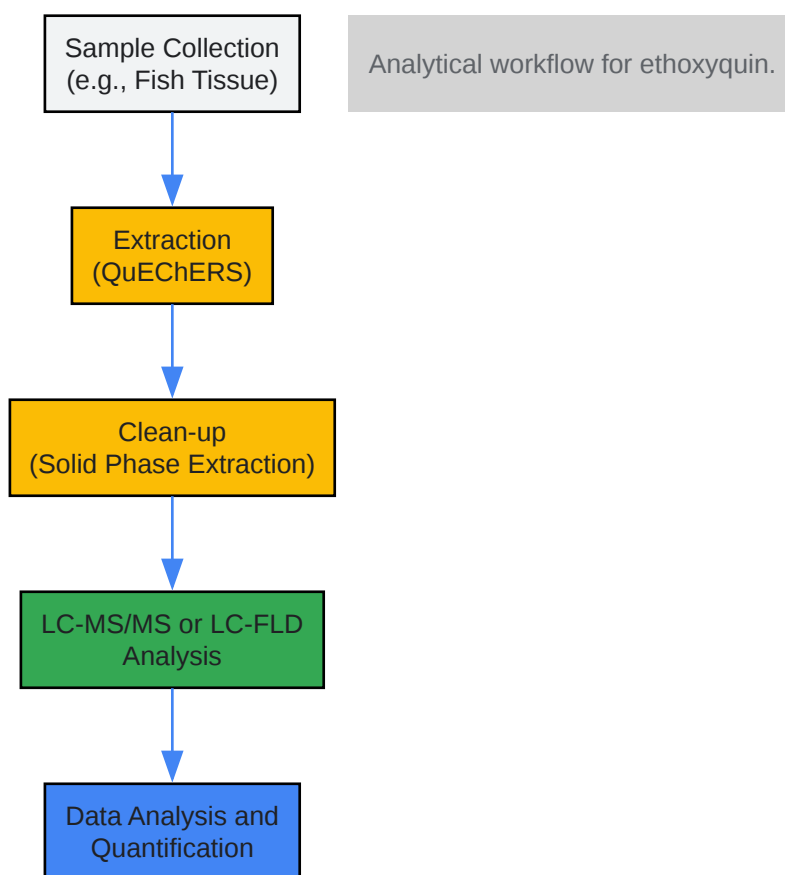 Sample Collection
(e.g., Fish Tissue)
Analytical workflow for ethoxyquin.
Extraction
(QuEChERS)
Clean-up
(Solid Phase Extraction)
LC-MS/MS or LC-FLD
Analysis
Data Analysis and
Quantification